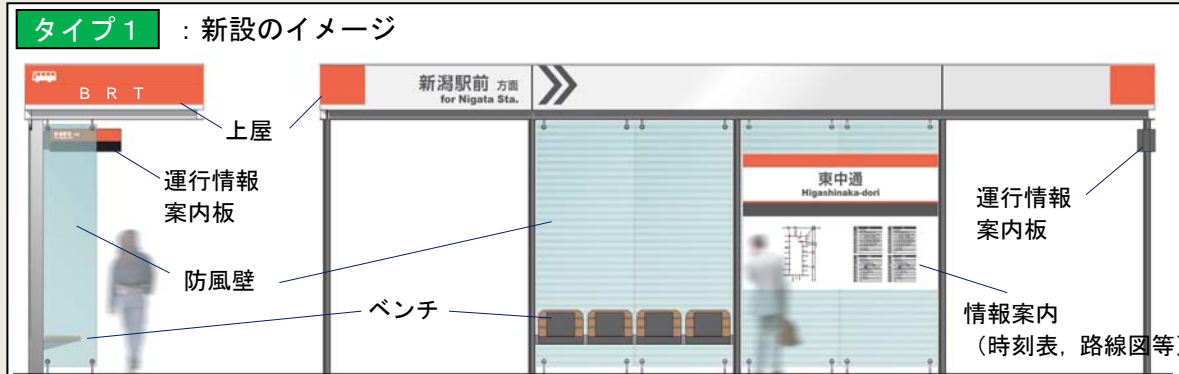 タイプ１ ：新設のイメージ
ＢＲＴ
新潟駅前 方面
for Nigata Sta.
上屋
運行情報
案内板
東中通
Higashinaka-dori
運行情報
案内板
防風壁
ベンチ
情報案内
（時刻表，路線図等）